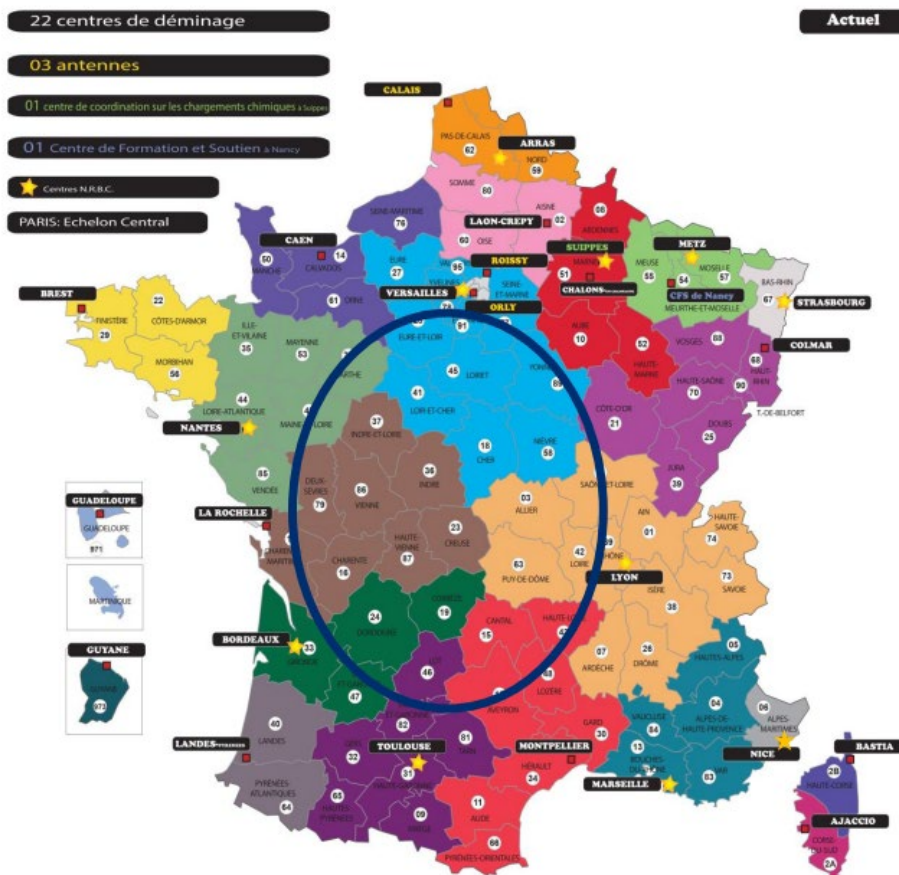 22 centres de déminage
Actuel
03 antennes
01 centre de coordination sur les chargements chimiques à Suippes
01 Centre de Formation et Soutien à Nancy
Centres N.R.B.C.
PARIS: Echelon Central
CALAIS
PAS-DE-CALAIS
62
ARRAS
NORD
59
SOMME
80
AISNE
02
08
ARDENNES
SEINE-MARITIME
76
LAON-CREPY
60
OISE
CAEN
50
MANCHE
14
CALVADOS
EURE
27
95
ROISSY
SUIPPES
MARNE
51
METZ
MEUSE
55
MOSELLE
54
57
BAS-RHIN
67
STRASBOURG
YVELINES
SEINE-ET-MARNE
VERSAILLES
CHALONS
CFS de Nancy
MEURTHE-ET-MOSELLE
61
ORNE
ORLY
BREST
22
CÔTES-D'ARMOR
FINISTÈRE
29
MORBIHAN
56
ILLE-ET-VILAINE
35
MAYENNE
53
91
EURE-ET-LOIR
AUBE
10
52
HAUTE-MARNE
VOSGES
88
COLMAR
68
HAUT-RHIN
45
LOIRET
89
HAUTE-SAÔNE
70
90
T.-DE-BELFORT
44
LOIRE-ATLANTIQUE
MAINE-ET-LOIRE
41
LOIR-ET-CHER
CÔTE-D'OR
21
DOUBS
25
NANTES
37
INDRE-ET-LOIRE
18
CHER
NIÈVRE
58
JURA
39
85
VENDÉE
DEUX-SÈVRES
79
86
VIENNE
36
INDRE
SAÔNE-ET-LOIRE
03
ALLIER
AIN
01
HAUTE-SAVOIE
74
GUADELOUPE
GUADELOUPE
971
LA ROCHELLE
23
CREUSE
HAUTE-VIENNE
87
CHARENTE
16
63
PUY-DE-DÔME
42
LOIRE
RHÔNE
LYON
73
SAVOIE
ISÈRE
38
MARTINIQUE
24
DORDOGNE
CORRÈZE
19
CANTAL
15
HAUTE-LOIRE
07
ARDÈCHE
26
DRÔME
05
HAUTES-ALPES
GUYANE
GUYANE
973
BORDEAUX
33
GIRONDE
47
LOT
46
48
LOZÈRE
AVEYRON
GARD
30
VAUCLUSE
84
04
ALPES-DE-HAUTE-PROVENCE
06
ALPES-MARITIMES
40
LANDES
82
81
TARN
GERS
32
TOULOUSE
31
HAUTE-GARONNE
MONTPELLIER
HÉRAULT
34
13
BOUCHES-DU-RHÔNE
VAR
83
NICE
BASTIA
MARSEILLE
2B
HAUTE-CORSE
PYRÉNÉES-ATLANTIQUES
64
65
HAUTES-PYRÉNÉES
09
ARIÈGE
11
AUDE
66
PYRÉNÉES-ORIENTALES
AJACCIO
CORSE-DU-SUD
2A
LANDES-PYRENEES